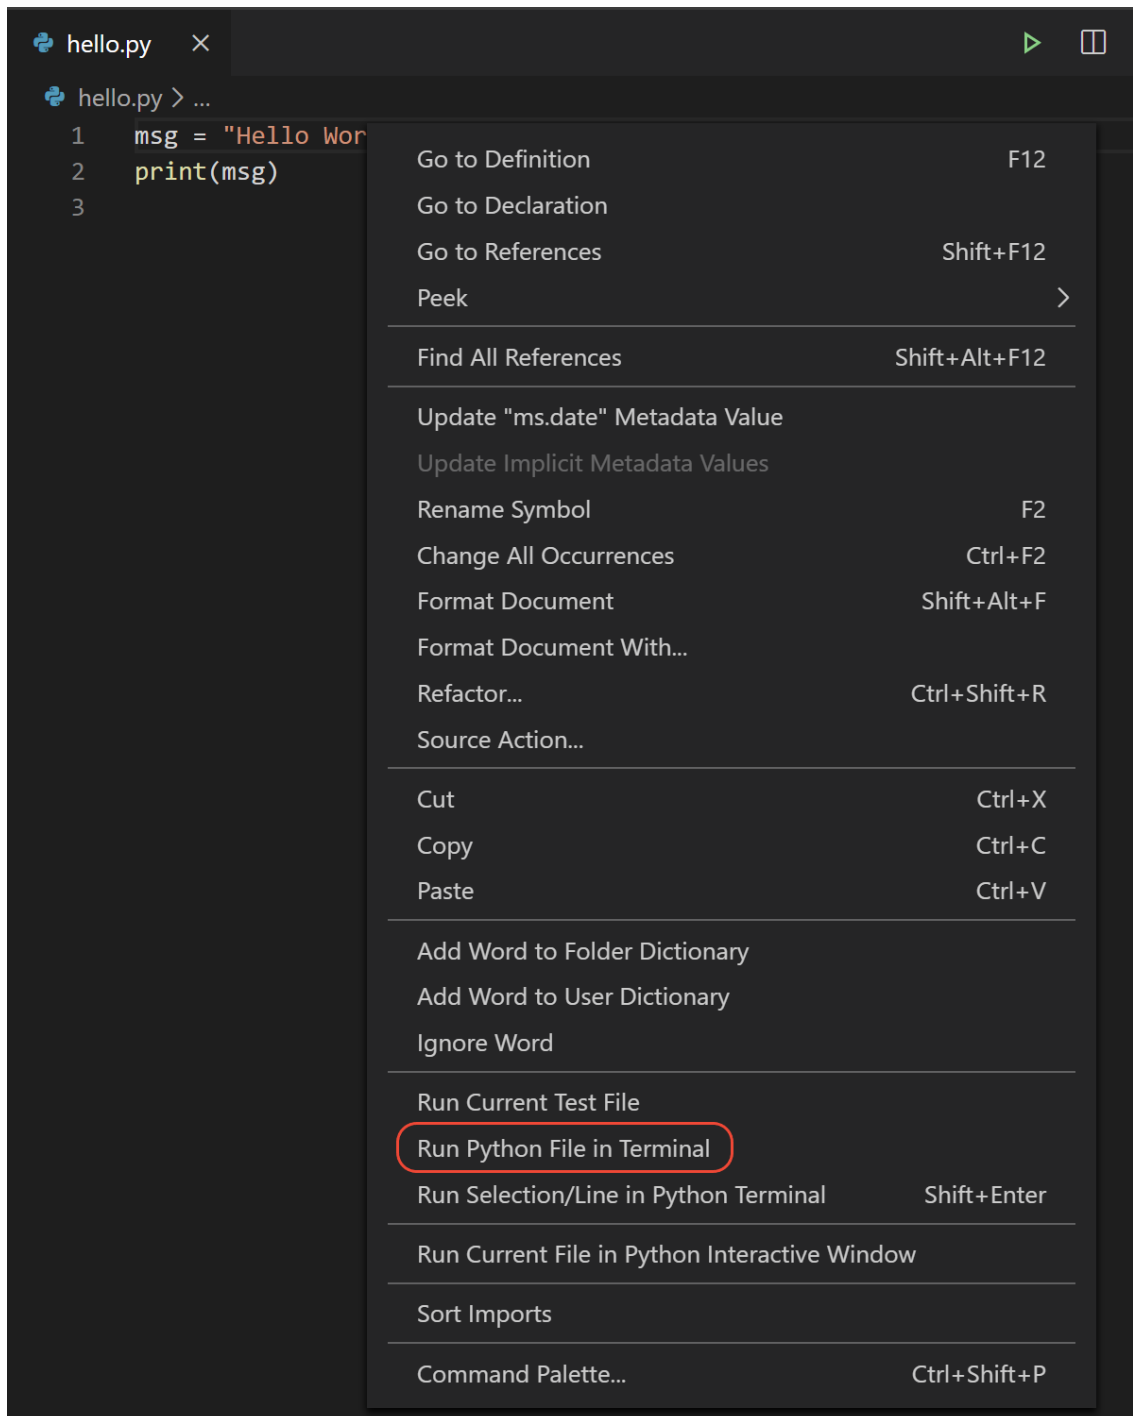 hello.py
hello.py > ...
1 msg = "Hello Wor
2 print(msg)
3
Go to Definition F12
Go to Declaration
Go to References Shift+F12
Peek >
Find All References Shift+Alt+F12
Update "ms.date" Metadata Value
Update Implicit Metadata Values
Rename Symbol F2
Change All Occurrences Ctrl+F2
Format Document Shift+Alt+F
Format Document With...
Refactor... Ctrl+Shift+R
Source Action...
Cut Ctrl+X
Copy Ctrl+C
Paste Ctrl+V
Add Word to Folder Dictionary
Add Word to User Dictionary
Ignore Word
Run Current Test File
Run Python File in Terminal
Run Selection/Line in Python Terminal Shift+Enter
Run Current File in Python Interactive Window
Sort Imports
Command Palette... Ctrl+Shift+P